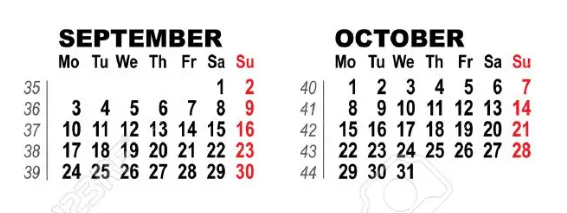 SEPTEMBER
Mo Tu We Th Fr Sa Su
35 1 2
36 3 4 5 6 7 8 9
37 10 11 12 13 14 15 16
38 17 18 19 20 21 22 23
39 24 25 26 27 28 29 30
OCTOBER
Mo Tu We Th Fr Sa Su
40 1 2 3 4 5 6 7
41 8 9 10 11 12 13 14
42 15 16 17 18 19 20 21
43 22 23 24 25 26 27 28
44 29 30 31